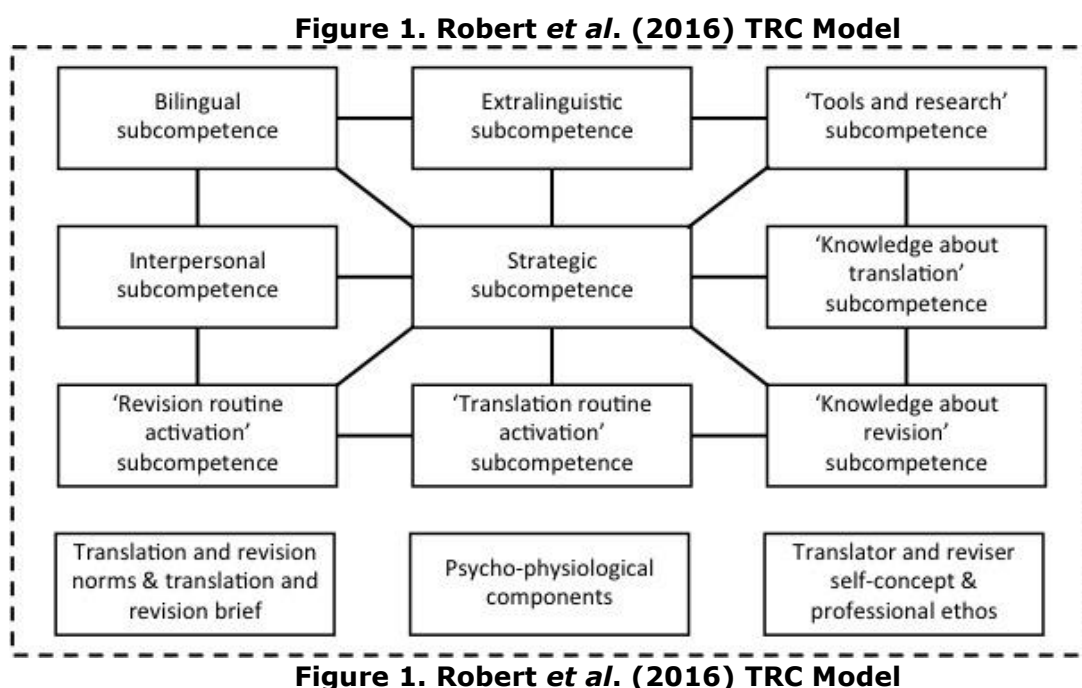 Figure 1. Robert et al. (2016) TRC Model
Bilingual
subcompetence
Extralinguistic
subcompetence
‘Tools and research’
subcompetence
Interpersonal
subcompetence
Strategic
subcompetence
‘Knowledge about
translation’
subcompetence
‘Revision routine
activation’
subcompetence
‘Translation routine
activation’
subcompetence
‘Knowledge about
revision’
subcompetence
Translation and revision
norms & translation and
revision brief
Psycho-physiological
components
Translator and reviser
self-concept &
professional ethos
Figure 1. Robert et al. (2016) TRC Model